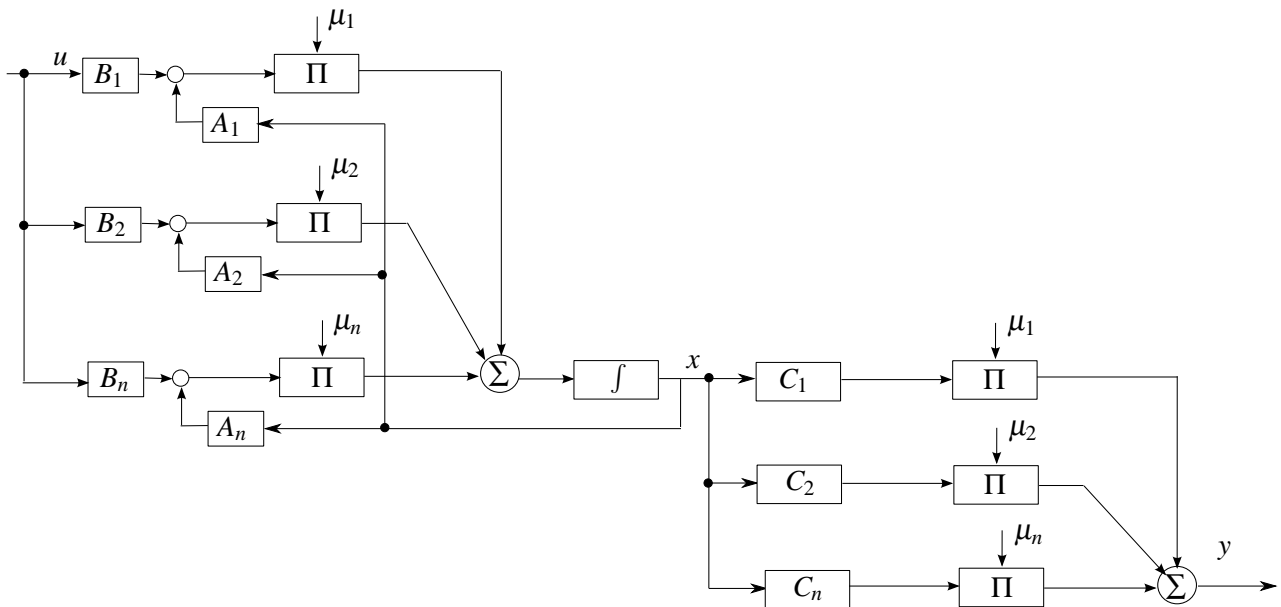 μ₁
u B₁ Π
A₁
μ₂
B₂ Π
A₂
μₙ
Bₙ Π Σ ∫ x C₁ Π
μ₁
Aₙ
μ₂
C₂ Π
μₙ
y
Cₙ Π Σ